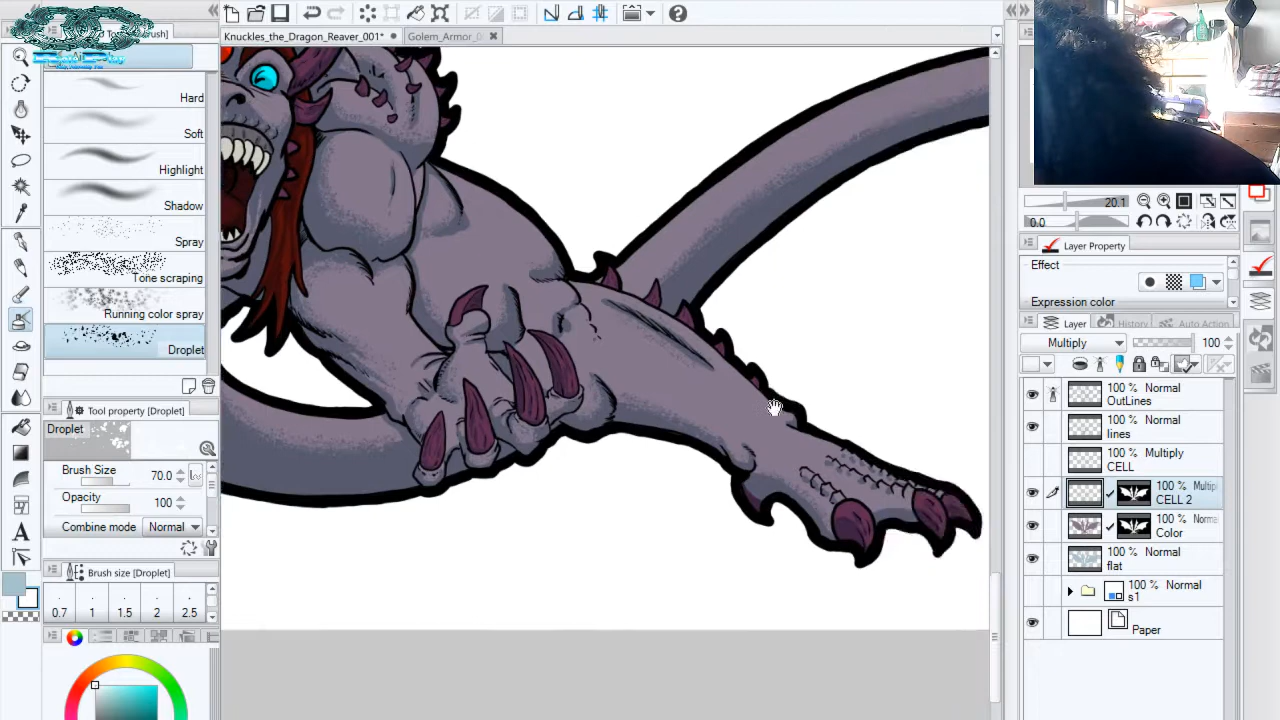 Knuckles_the_Dragon_Reaver_001*
Golem_Armor_0
Hard
Soft
Highlight
Shadow
Spray
Tone scraping
Running color spray
Droplet
Tool property [Droplet]
Droplet
Brush Size 70.0
Opacity 100
Combine mode Normal
Brush size [Droplet]
0.7 1 1.5 2 2.5
20.1
0.0
Layer Property
Effect
Expression color
Layer History Auto Action
Multiply 100
100 % Normal
OutLines
100 % Normal
lines
100 % Multiply
CELL
100 % Multip
CELL 2
100 % Norma
Color
100 % Normal
flat
100 % Normal
s1
Paper